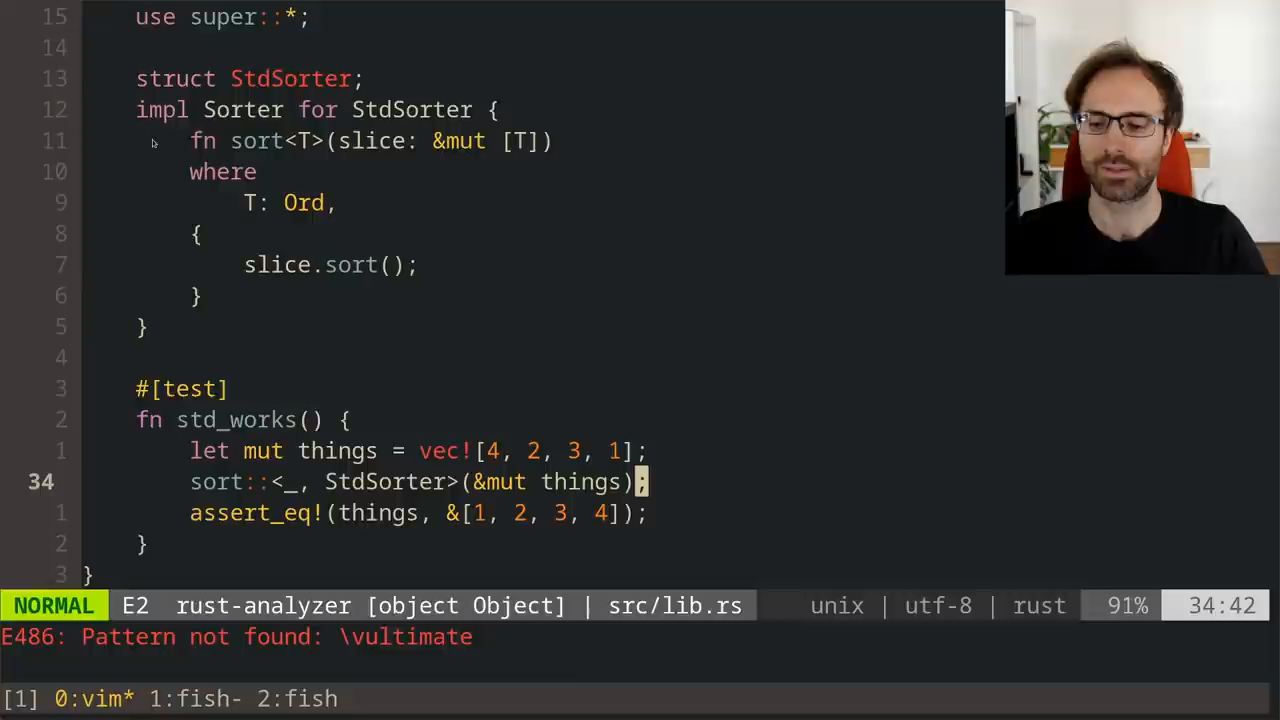 15 use super::*;
14
13 struct StdSorter;
12 impl Sorter for StdSorter {
11 fn sort<T>(slice: &mut [T])
10 where
9 T: Ord,
8 {
7 slice.sort();
6 }
5 }
4
3 #[test]
2 fn std_works() {
1 let mut things = vec![4, 2, 3, 1];
34 sort::<_, StdSorter>(&mut things);
1 assert_eq!(things, &[1, 2, 3, 4]);
2 }
3 }
NORMAL E2 rust-analyzer [object Object] | src/lib.rs unix | utf-8 | rust 91% 34:42
E486: Pattern not found: \vultimate
[1] 0:vim* 1:fish- 2:fish